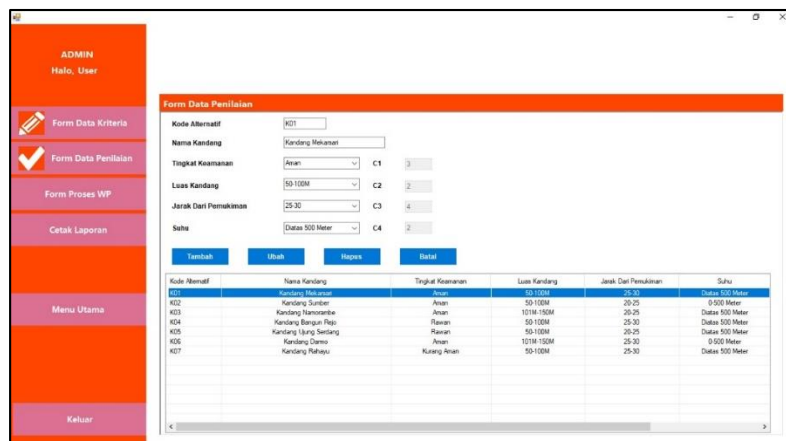 ADMIN
Halo, User
Form Data Kriteria
Form Data Penilaian
Form Proses WP
Cetak Laporan
Menu Utama
Keluar
Form Data Penilaian
Kode Alternatif K01
Nama Kandang Kandang Mekarsari
Tingkat Keamanan Aman C1 3
Luas Kandang 50-100M C2 2
Jarak Dari Pemukiman 25-30 C3 4
Suhu Diatas 500 Meter C4 2
Tambah Ubah Hapus Batal
Kode Alternatif Nama Kandang Tingkat Keamanan Luas Kandang Jarak Dari Pemukiman Suhu
K01 Kandang Mekarsari Aman 50-100M 25-30 Diatas 500 Meter
K02 Kandang Sumber Aman 50-100M 20-25 0-500 Meter
K03 Kandang Namorambe Aman 101M-150M 20-25 Diatas 500 Meter
K04 Kandang Bangun Rejo Rawan 50-100M 25-30 Diatas 500 Meter
K05 Kandang Ujung Serdang Rawan 50-100M 20-25 Diatas 500 Meter
K06 Kandang Darmo Aman 101M-150M 25-30 0-500 Meter
K07 Kandang Rahayu Kurang Aman 50-100M 25-30 Diatas 500 Meter